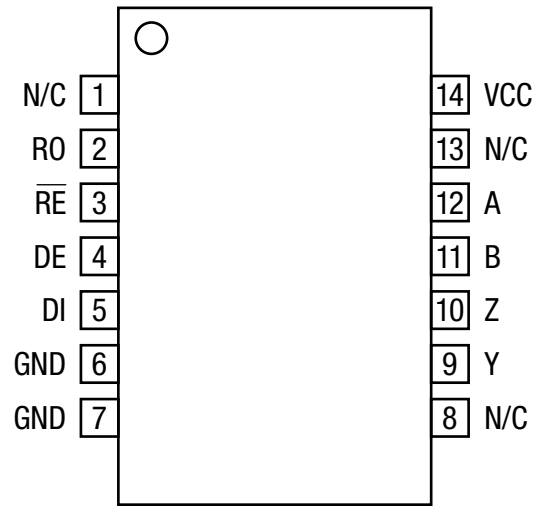 N/C 1 14 VCC
RO 2 13 N/C
R̅E̅ 3 12 A
DE 4 11 B
DI 5 10 Z
GND 6 9 Y
GND 7 8 N/C